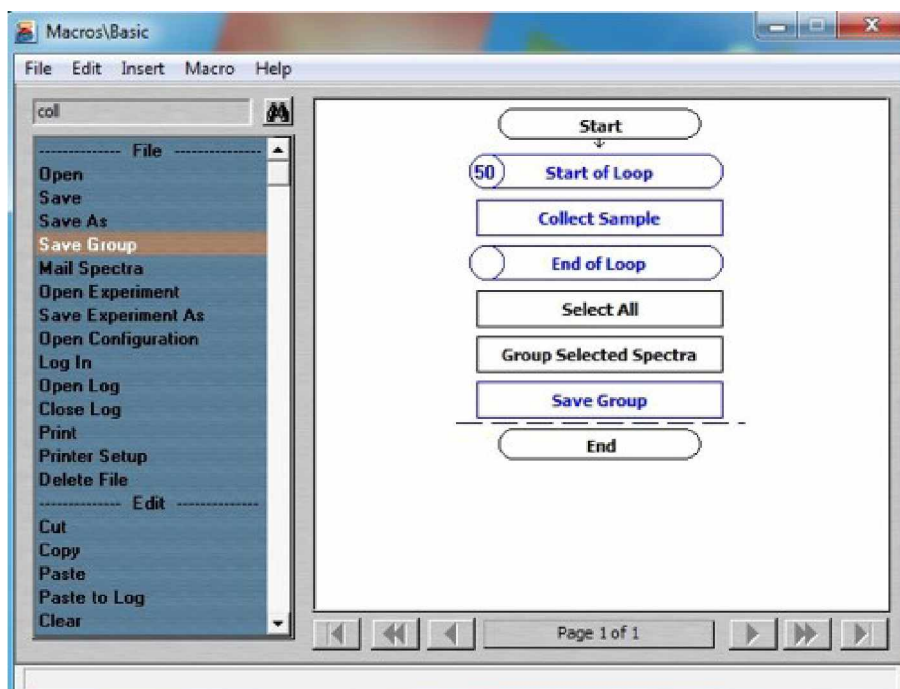 Macros\Basic
File Edit Insert Macro Help
coll
-------------- File --------------
Open
Save
Save As
Save Group
Mail Spectra
Open Experiment
Save Experiment As
Open Configuration
Log In
Open Log
Close Log
Print
Printer Setup
Delete File
-------------- Edit --------------
Cut
Copy
Paste
Paste to Log
Clear
Start
50 Start of Loop
Collect Sample
End of Loop
Select All
Group Selected Spectra
Save Group
End
Page 1 of 1